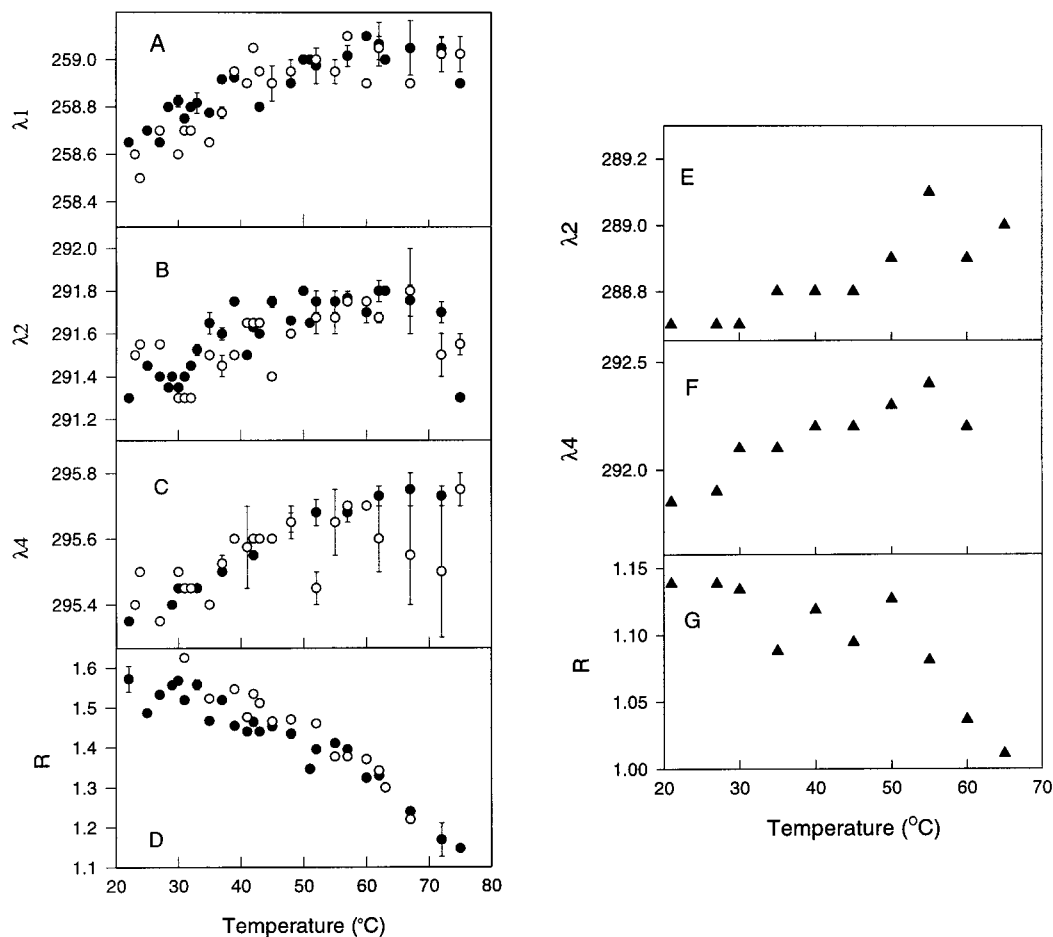 A
λ1
259.0
258.8
258.6
258.4
B
λ2
292.0
291.8
291.6
291.4
291.2
C
λ4
295.8
295.6
295.4
D
R
1.6
1.5
1.4
1.3
1.2
1.1
20 30 40 50 60 70 80
Temperature (°C)
E
λ2
289.2
289.0
288.8
F
λ4
292.5
292.0
G
R
1.15
1.10
1.05
1.00
20 30 40 50 60 70
Temperature (°C)